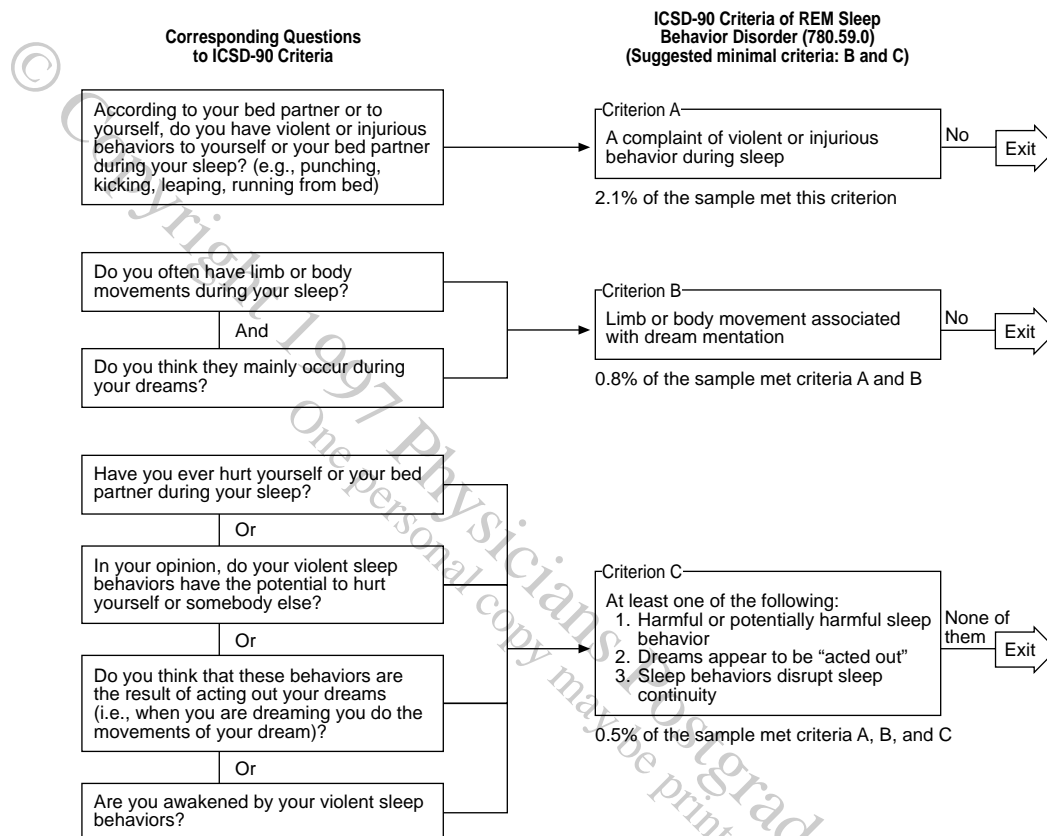 Corresponding Questions
to ICSD-90 Criteria
ICSD-90 Criteria of REM Sleep
Behavior Disorder (780.59.0)
(Suggested minimal criteria: B and C)
According to your bed partner or to
yourself, do you have violent or injurious
behaviors to yourself or your bed partner
during your sleep? (e.g., punching,
kicking, leaping, running from bed)
Criterion A
A complaint of violent or injurious
behavior during sleep
No
Exit
2.1% of the sample met this criterion
Do you often have limb or body
movements during your sleep?
And
Do you think they mainly occur during
your dreams?
Criterion B
Limb or body movement associated
with dream mentation
No
Exit
0.8% of the sample met criteria A and B
Have you ever hurt yourself or your bed
partner during your sleep?
Or
In your opinion, do your violent sleep
behaviors have the potential to hurt
yourself or somebody else?
Or
Do you think that these behaviors are
the result of acting out your dreams
(i.e., when you are dreaming you do the
movements of your dream)?
Or
Are you awakened by your violent sleep
behaviors?
Criterion C
At least one of the following:
1. Harmful or potentially harmful sleep
behavior
2. Dreams appear to be “acted out”
3. Sleep behaviors disrupt sleep
continuity
None of
them
Exit
0.5% of the sample met criteria A, B, and C
© Copyright 1997 Physicians Postgrad
One personal copy may be print